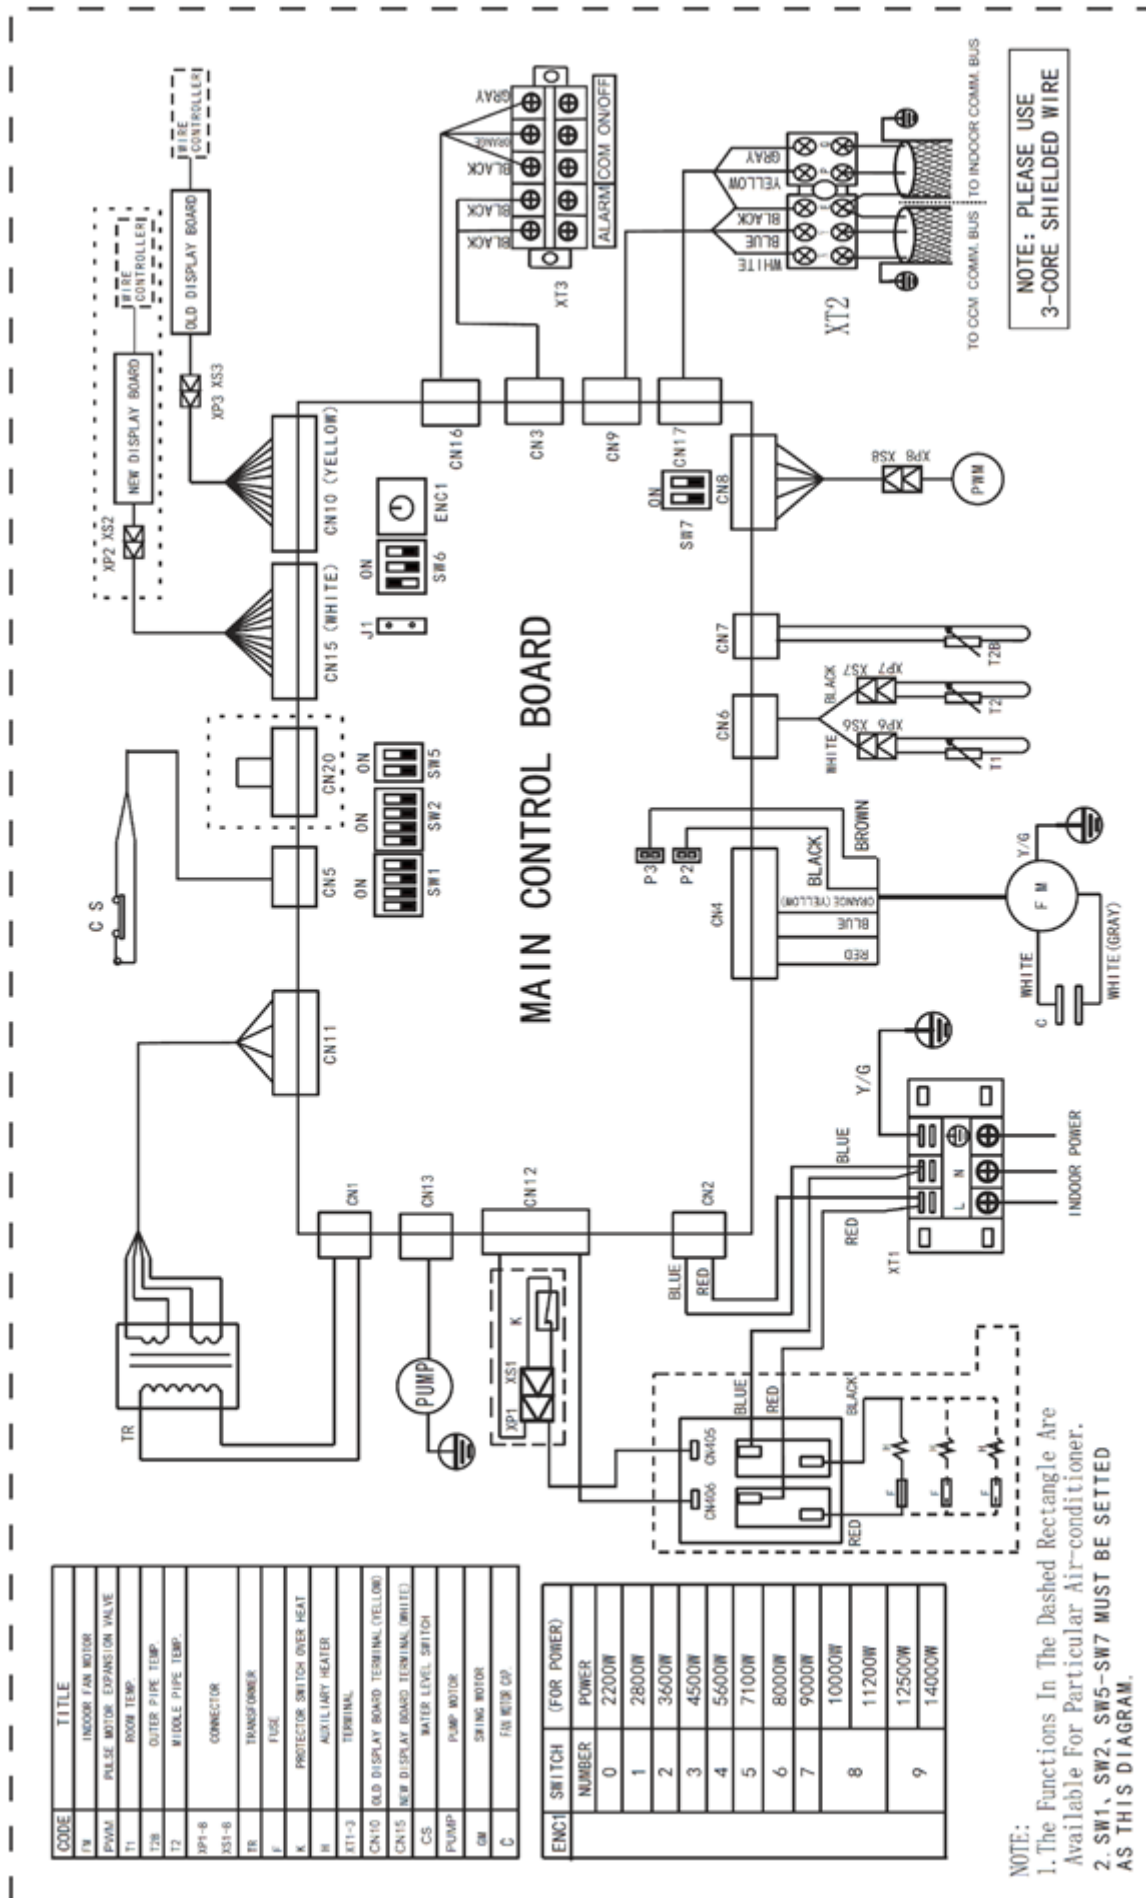 CODE TITLE
FM INDOOR FAN MOTOR
PWM PULSE MOTOR EXPANSION VALVE
T1 ROOM TEMP.
T2B OUTER PIPE TEMP.
T2 MIDDLE PIPE TEMP.
XP1-8
XS1-8
CONNECTOR
TR TRANSFORMER
F FUSE
K PROTECTOR SWITCH OVER HEAT
H AUXILIARY HEATER
XT1-3 TERMINAL
CN10 OLD DISPLAY BOARD TERMINAL(YELLOW)
CN15 NEW DISPLAY BOARD TERMINAL(WHITE)
CS WATER LEVEL SWITCH
PUMP PUMP MOTOR
GM SWING MOTOR
C FAN MOTOR CAP.
ENC1 SWITCH (FOR POWER)
NUMBER POWER
0 2200W
1 2800W
2 3600W
3 4500W
4 5600W
5 7100W
6 8000W
7 9000W
8 10000W
11200W
9 12500W
14000W
NOTE:
1.The Functions In The Dashed Rectangle Are
Available For Particular Air-conditioner.
2. SW1、SW2、SW5-SW7 MUST BE SETTED
AS THIS DIAGRAM.
TR
CN11
C S
CN5
CN20
CN15 (WHITE)
CN10 (YELLOW)
XP2 XS2
NEW DISPLAY BOARD
WIRE
CONTROLLER
XP3 XS3
OLD DISPLAY BOARD
WIRE
CONTROLLER
ON
SW1
ON
SW2
ON
SW5
J1
ON
SW6
ENC1
MAIN CONTROL BOARD
CN1
CN13
PUMP
CN12
XP1 XS1
K
CN2
BLUE
RED
CN406
CN405
BLUE
RED
BLACK
RED
F
H
F
H
F
H
BLUE
RED
XT1
L
N
Y/G
INDOOR POWER
CN4
RED
BLUE
ORANGE(YELLOW)
BLACK
BROWN
P3
P2
F M
Y/G
WHITE
WHITE(GRAY)
C
CN6
WHITE
BLACK
XS6 XP6
XS7 XP7
T1
T2
CN7
T2B
CN8
XS8 XP8
PWM
ON
SW7
CN16
CN3
CN9
CN17
GRAY
ORANGE
BLACK
BLACK
BLACK
XT3
ALARM COM ON/OFF
GRAY
YELLOW
BLACK
BLUE
WHITE
XT2
TO CCM COMM. BUS
TO INDOOR COMM. BUS
NOTE: PLEASE USE
3-CORE SHIELDED WIRE